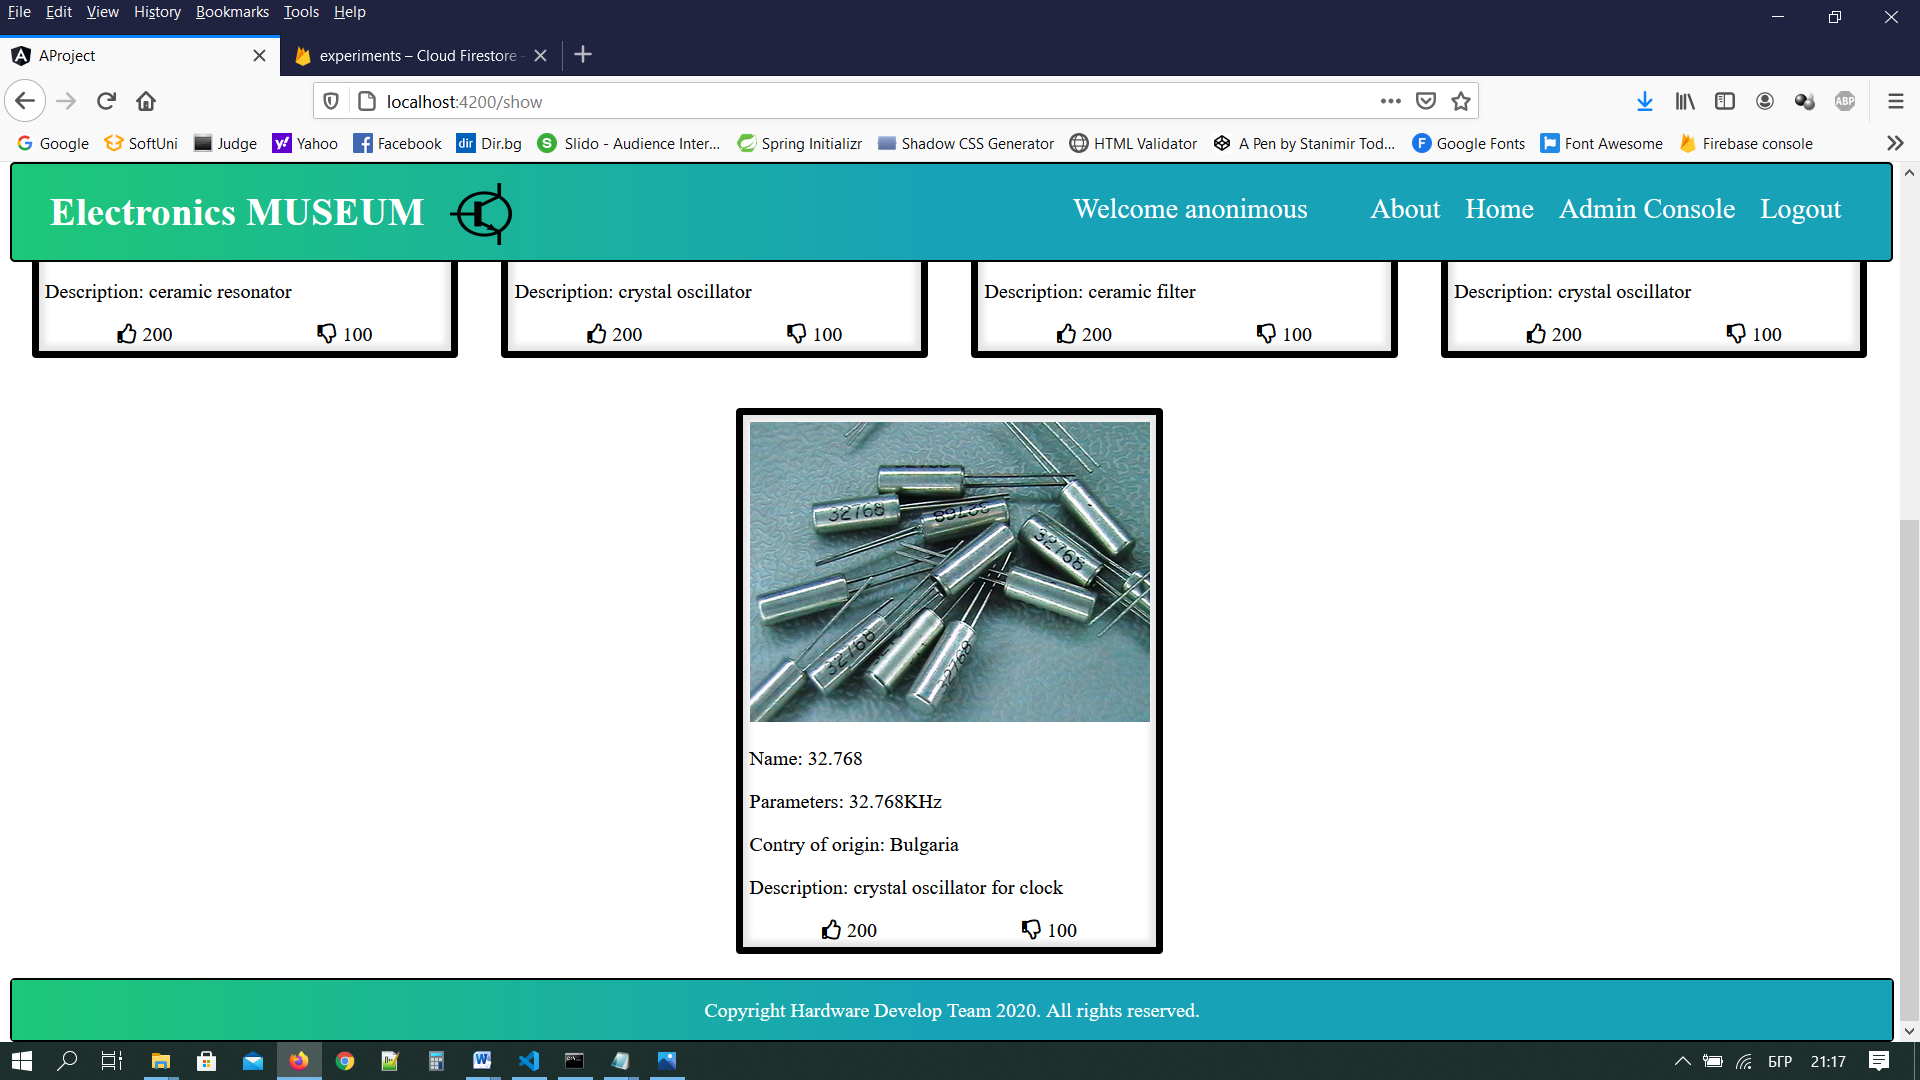 File Edit View History Bookmarks Tools Help
AProject
experiments – Cloud Firestore
localhost:4200/show
Google SoftUni Judge Yahoo Facebook Dir.bg Slido - Audience Inter... Spring Initializr Shadow CSS Generator HTML Validator A Pen by Stanimir Tod... Google Fonts Font Awesome Firebase console
Electronics MUSEUM Welcome anonimous About Home Admin Console Logout
Description: ceramic resonator
200 100
Description: crystal oscillator
200 100
Description: ceramic filter
200 100
Description: crystal oscillator
200 100
32768
32768
32768
32768
32768
Name: 32.768
Parameters: 32.768KHz
Contry of origin: Bulgaria
Description: crystal oscillator for clock
200 100
Copyright Hardware Develop Team 2020. All rights reserved.
БГР 21:17